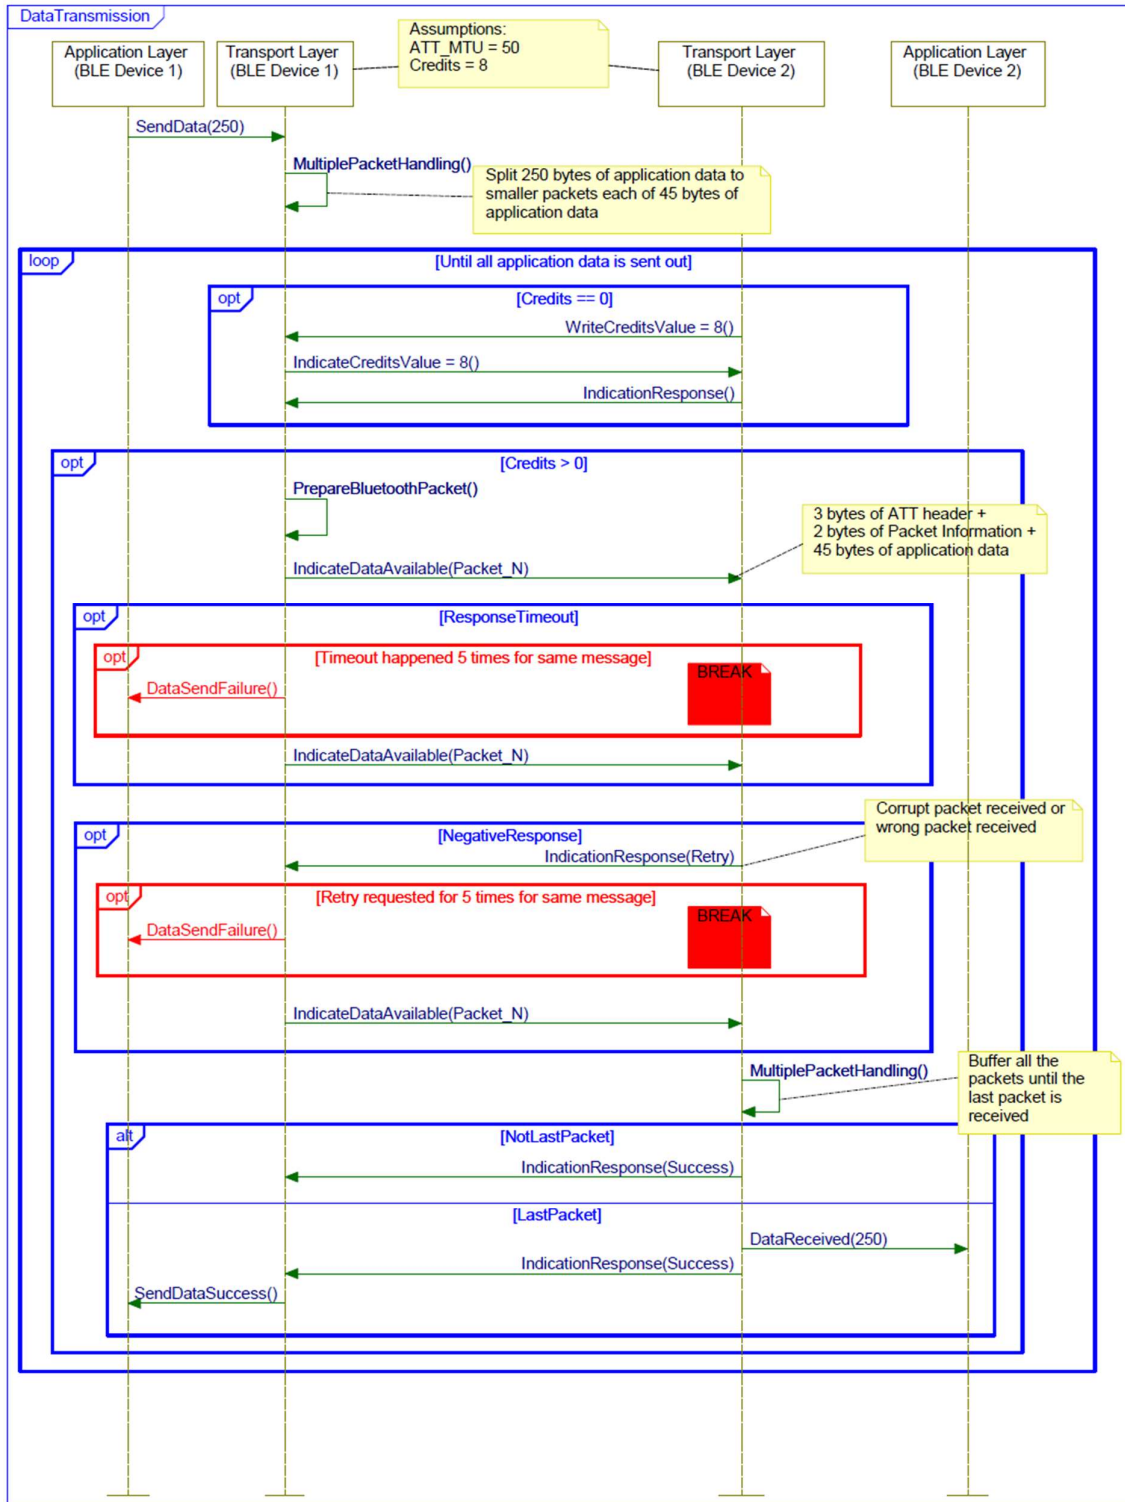 DataTransmission
Assumptions:
ATT_MTU = 50
Credits = 8
Application Layer
(BLE Device 1)
Transport Layer
(BLE Device 1)
Transport Layer
(BLE Device 2)
Application Layer
(BLE Device 2)
SendData(250)
MultiplePacketHandling()
Split 250 bytes of application data to
smaller packets each of 45 bytes of
application data
loop
[Until all application data is sent out]
opt
[Credits == 0]
WriteCreditsValue = 8()
IndicateCreditsValue = 8()
IndicationResponse()
opt
[Credits > 0]
PrepareBluetoothPacket()
3 bytes of ATT header +
2 bytes of Packet Information +
45 bytes of application data
IndicateDataAvailable(Packet_N)
opt
[ResponseTimeout]
opt
[Timeout happened 5 times for same message]
BREAK
DataSendFailure()
IndicateDataAvailable(Packet_N)
Corrupt packet received or
wrong packet received
opt
[NegativeResponse]
IndicationResponse(Retry)
opt
[Retry requested for 5 times for same message]
BREAK
DataSendFailure()
IndicateDataAvailable(Packet_N)
MultiplePacketHandling()
Buffer all the
packets until the
last packet is
received
alt
[NotLastPacket]
IndicationResponse(Success)
[LastPacket]
DataReceived(250)
IndicationResponse(Success)
SendDataSuccess()